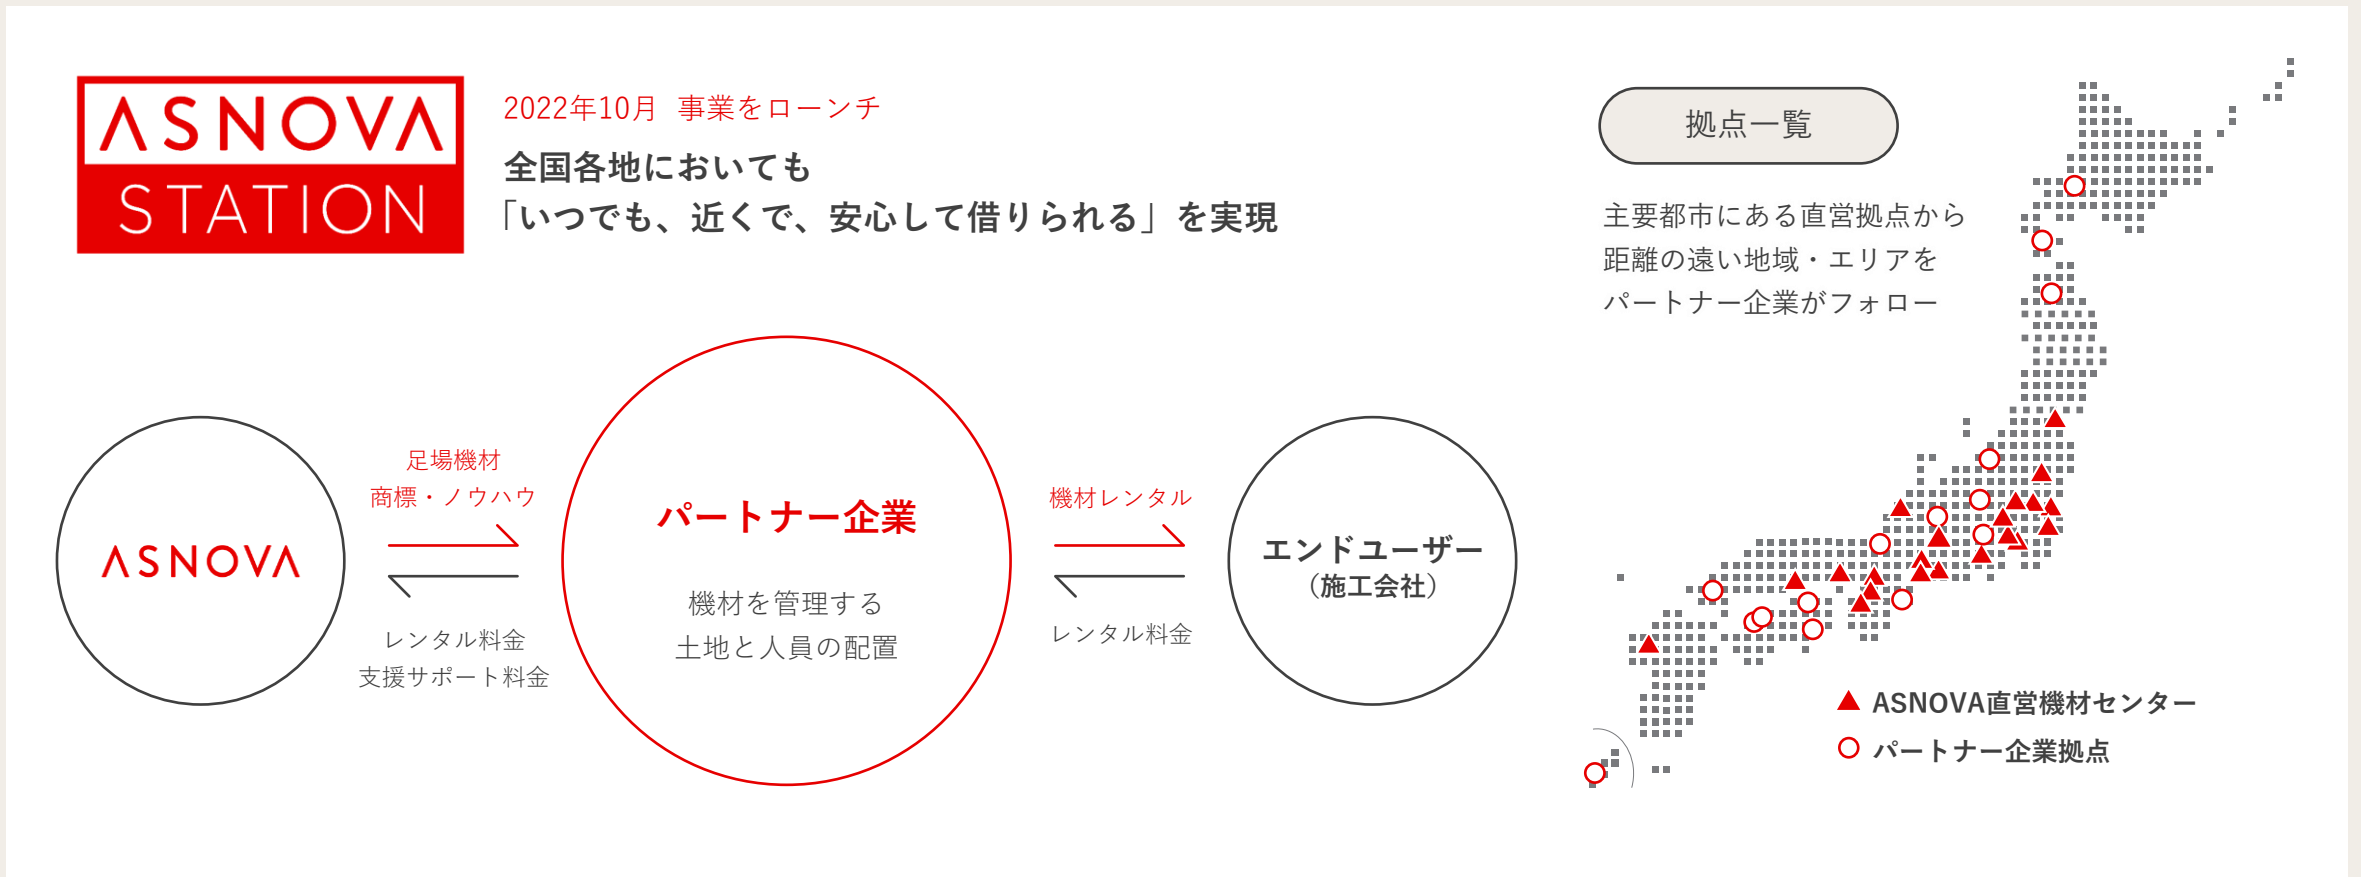 ASNOVA
STATION
2022年10月 事業をローンチ
全国各地においても
「いつでも、近くで、安心して借りられる」を実現
ASNOVA
足場機材
商標・ノウハウ
レンタル料金
支援サポート料金
パートナー企業
機材を管理する
土地と人員の配置
機材レンタル
レンタル料金
エンドユーザー
（施工会社）
拠点一覧
主要都市にある直営拠点から
距離の遠い地域・エリアを
パートナー企業がフォロー
ASNOVA直営機材センター
パートナー企業拠点